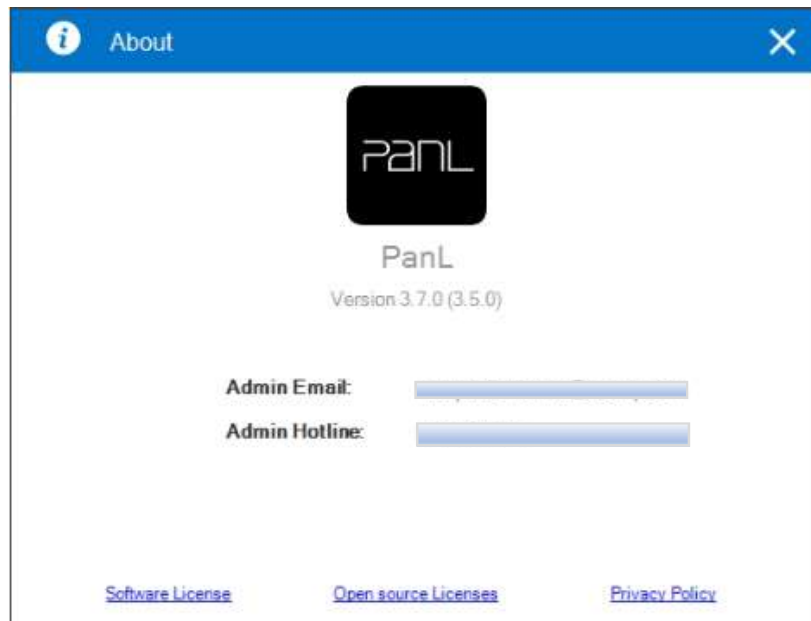 About
PanL
PanL
Version 3.7.0 (3.5.0)
Admin Email:
Admin Hotline:
Software License Open source Licenses Privacy Policy